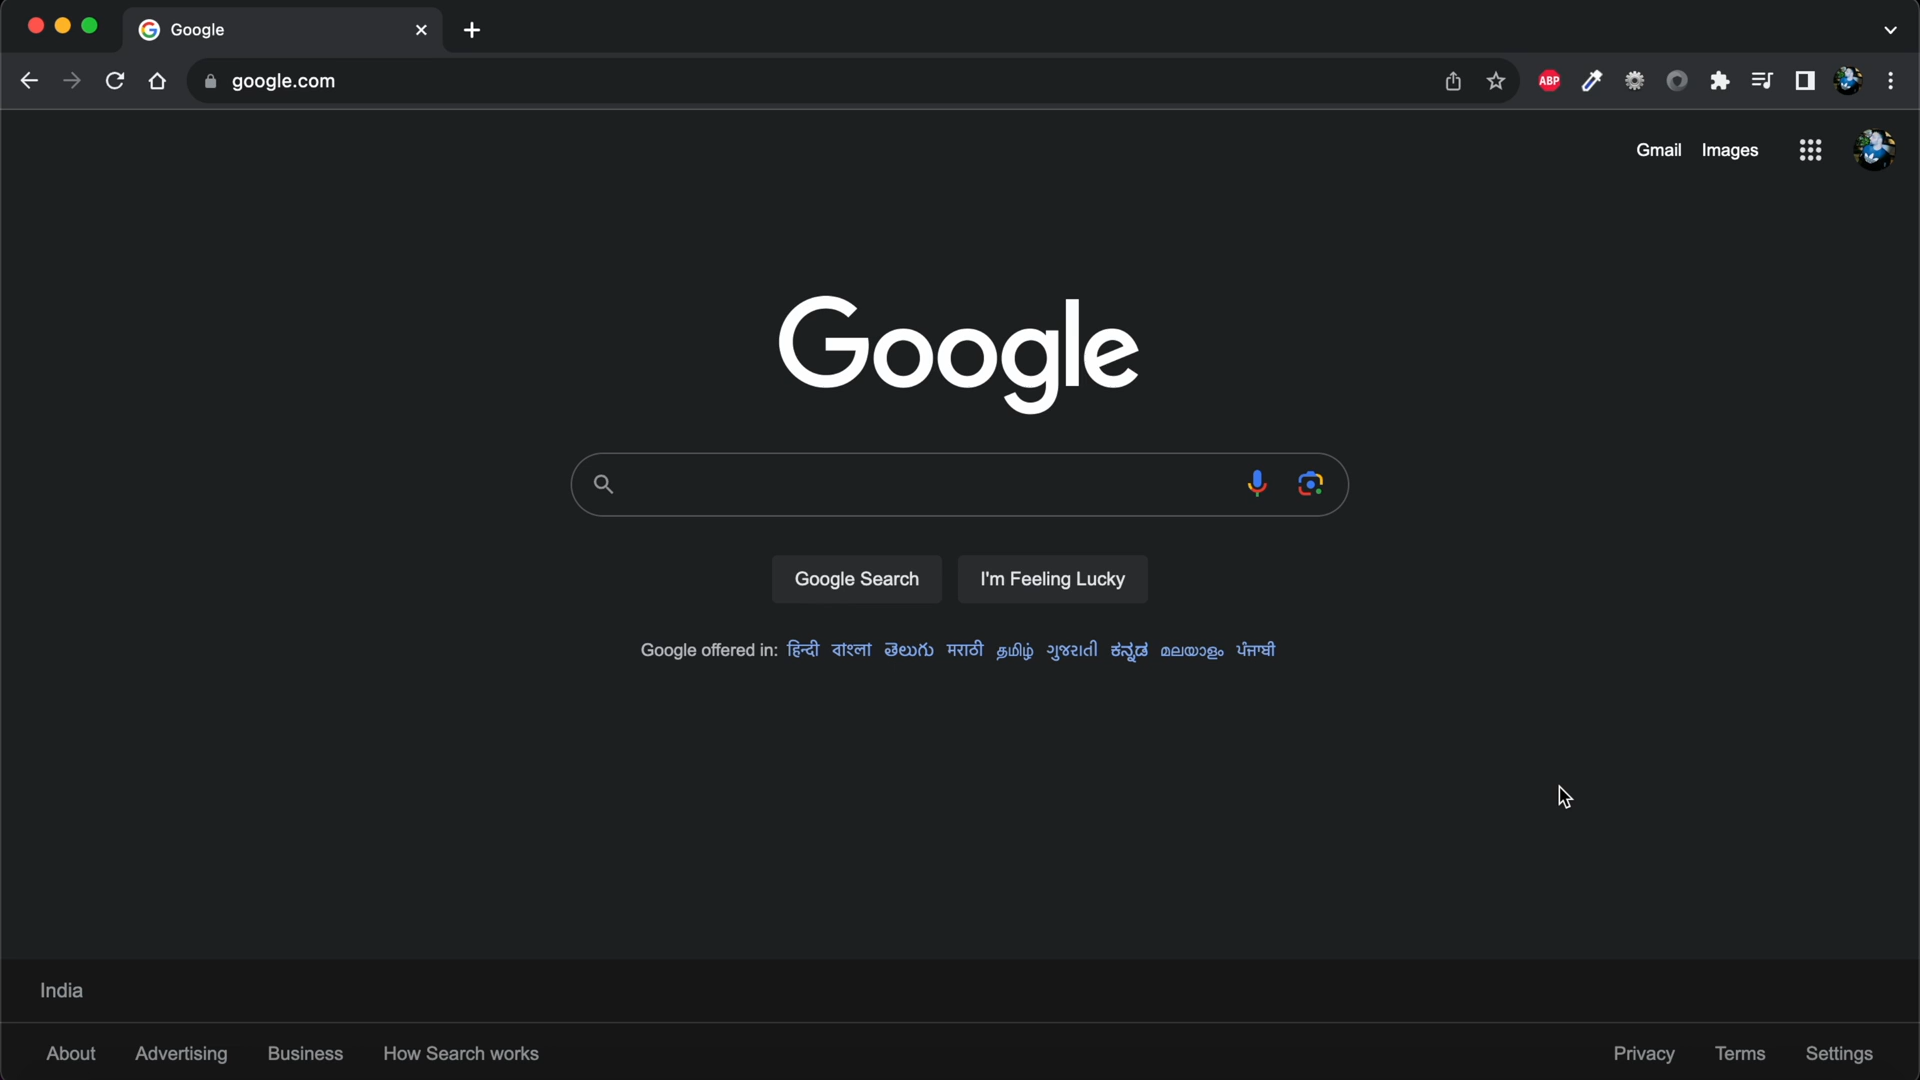 Google
google.com
ABP
Gmail Images
Google
Google Search I'm Feeling Lucky
Google offered in: हिन्दी বাংলা తెలుగు मराठी தமிழ் ગુજરાતી ಕನ್ನಡ മലയാളം ਪੰਜਾਬੀ
India
About Advertising Business How Search works Privacy Terms Settings